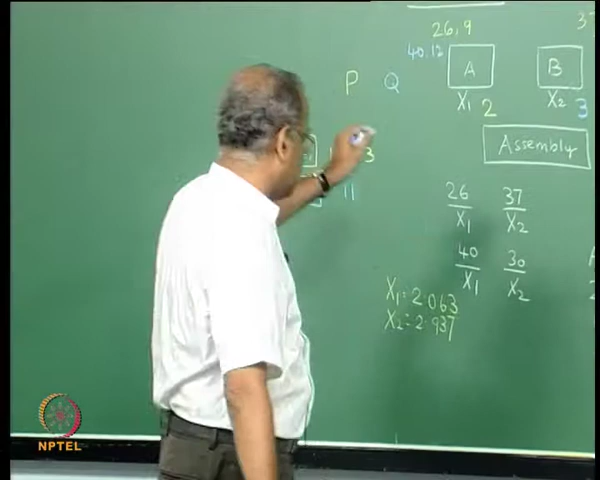 26,9
40,12
P Q A B
X1 2 X2 3
Assembly
3
11
26 37
X1 X2
40 30
X1 X2
X1 = 2.063
X2 = 2.937
NPTEL